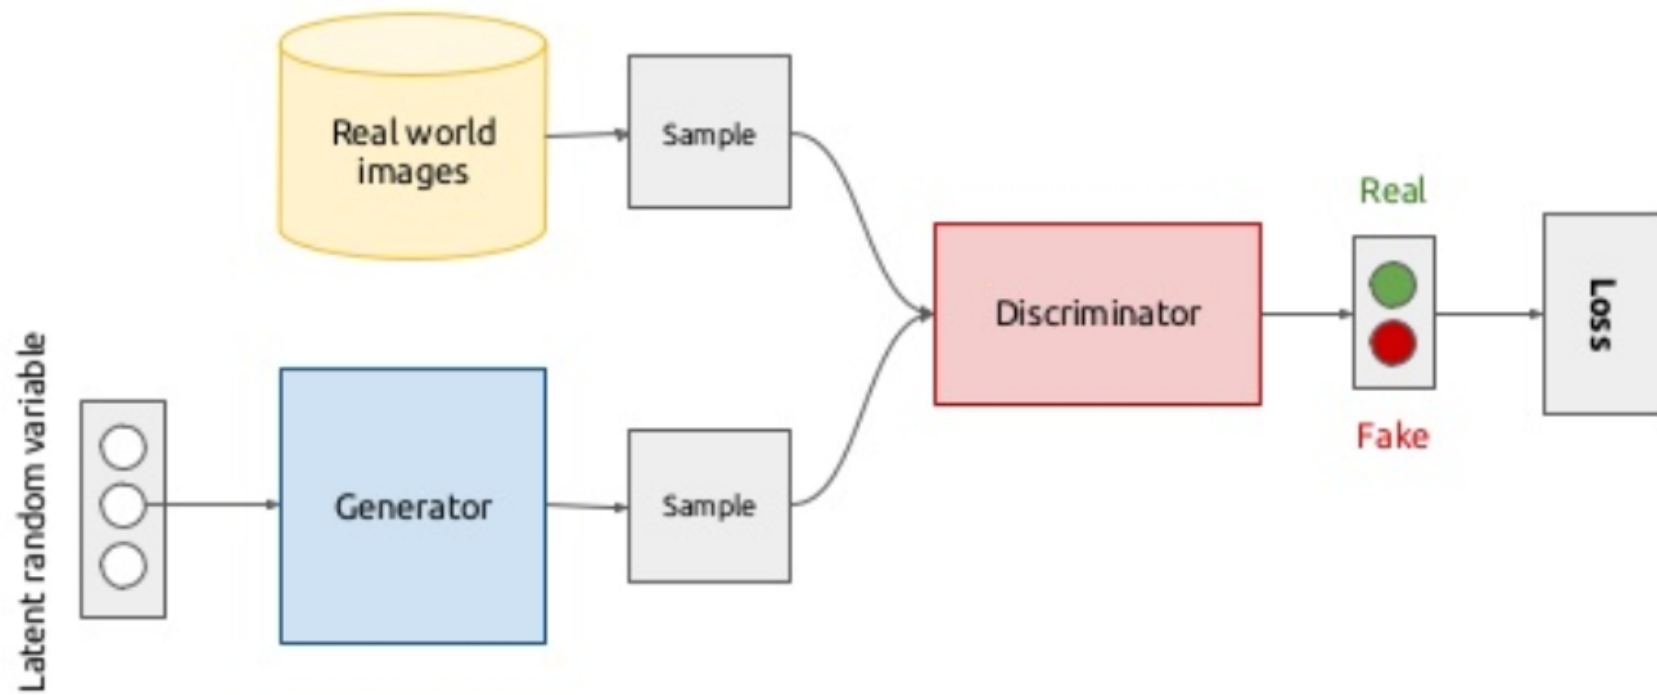 Real world
images
Sample
Real
Discriminator
Loss
Fake
Latent random variable
Generator
Sample